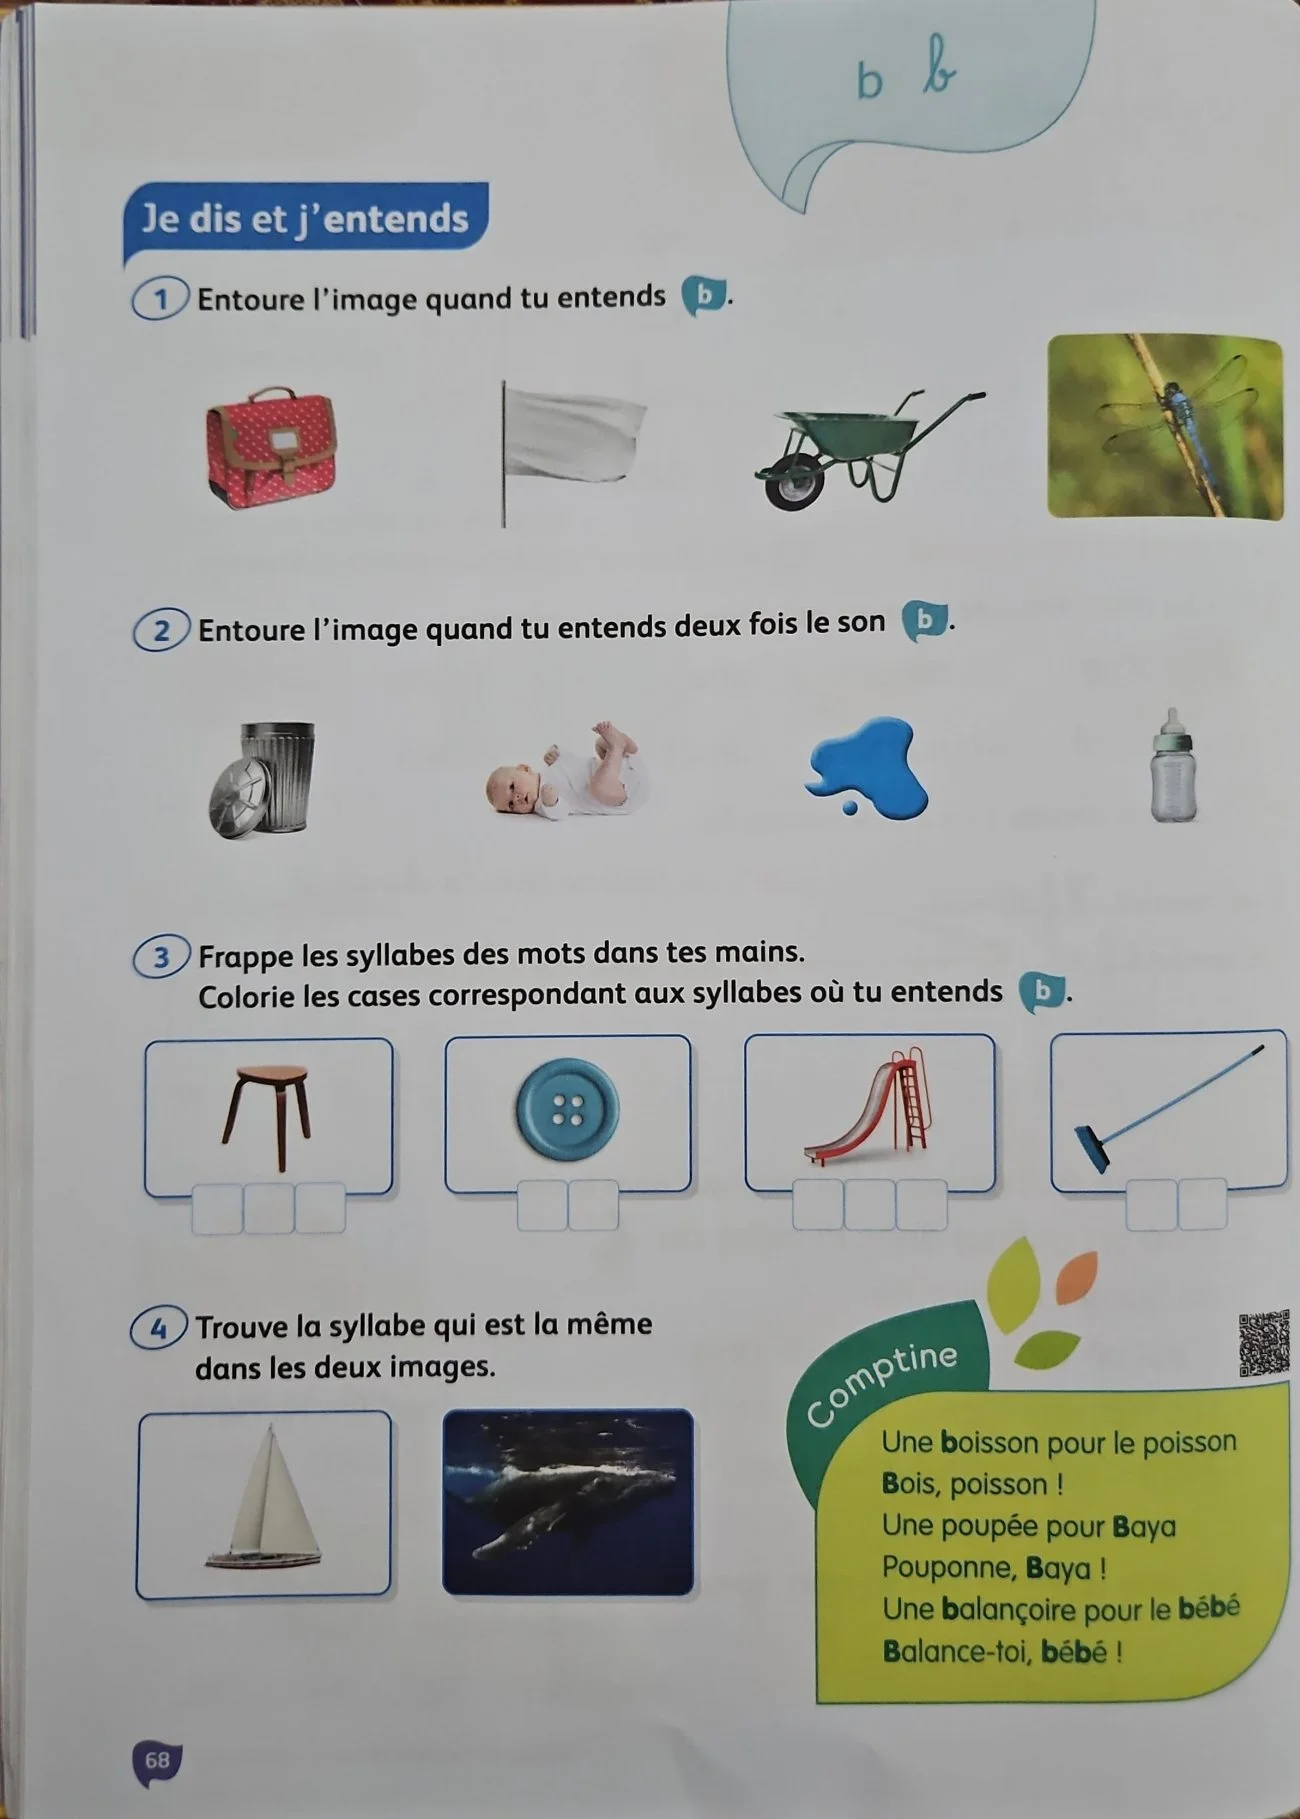 b b
Je dis et j'entends
1 Entoure l'image quand tu entends b.
2 Entoure l'image quand tu entends deux fois le son b.
3 Frappe les syllabes des mots dans tes mains.
Colorie les cases correspondant aux syllabes où tu entends b.
4 Trouve la syllabe qui est la même
dans les deux images.
Comptine
Une boisson pour le poisson
Bois, poisson !
Une poupée pour Baya
Pouponne, Baya !
Une balançoire pour le bébé
Balance-toi, bébé !
68